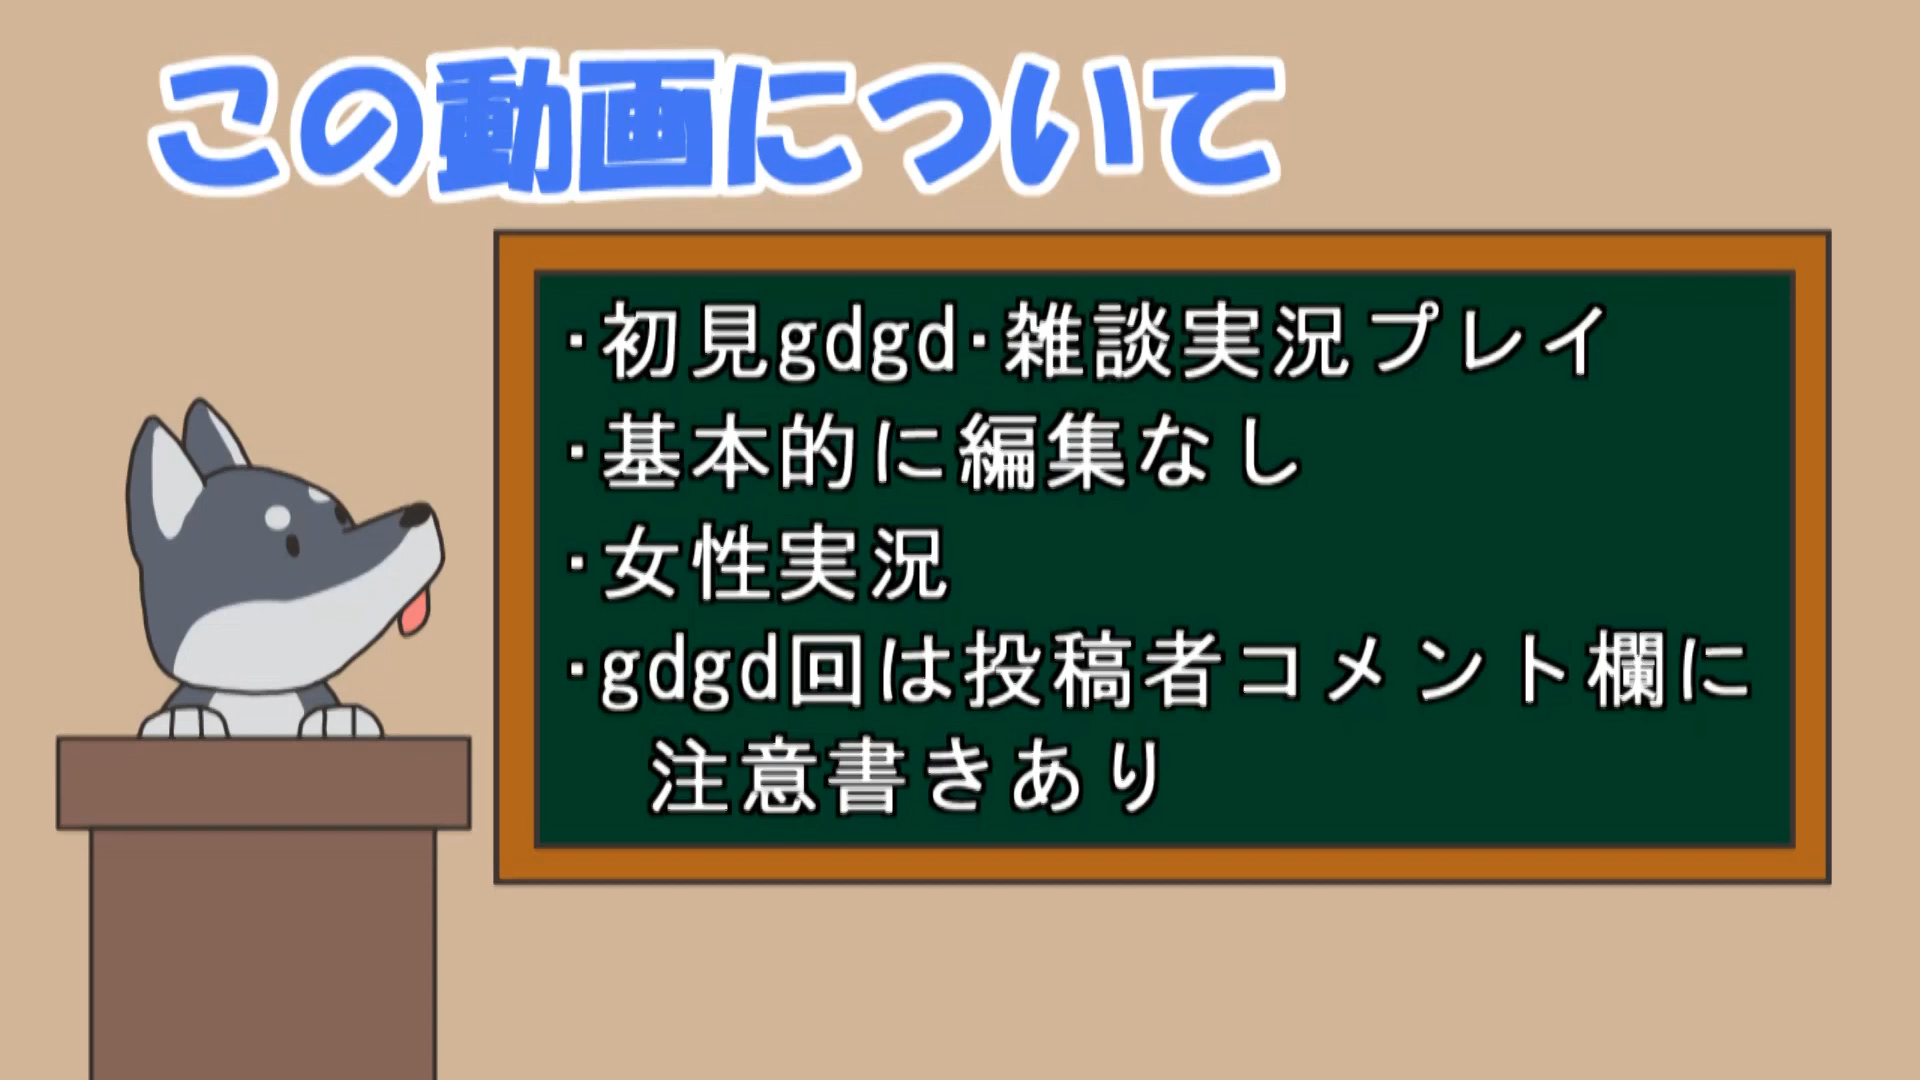 この動画について
･初見gdgd･雑談実況プレイ
･基本的に編集なし
･女性実況
･gdgd回は投稿者コメント欄に
注意書きあり